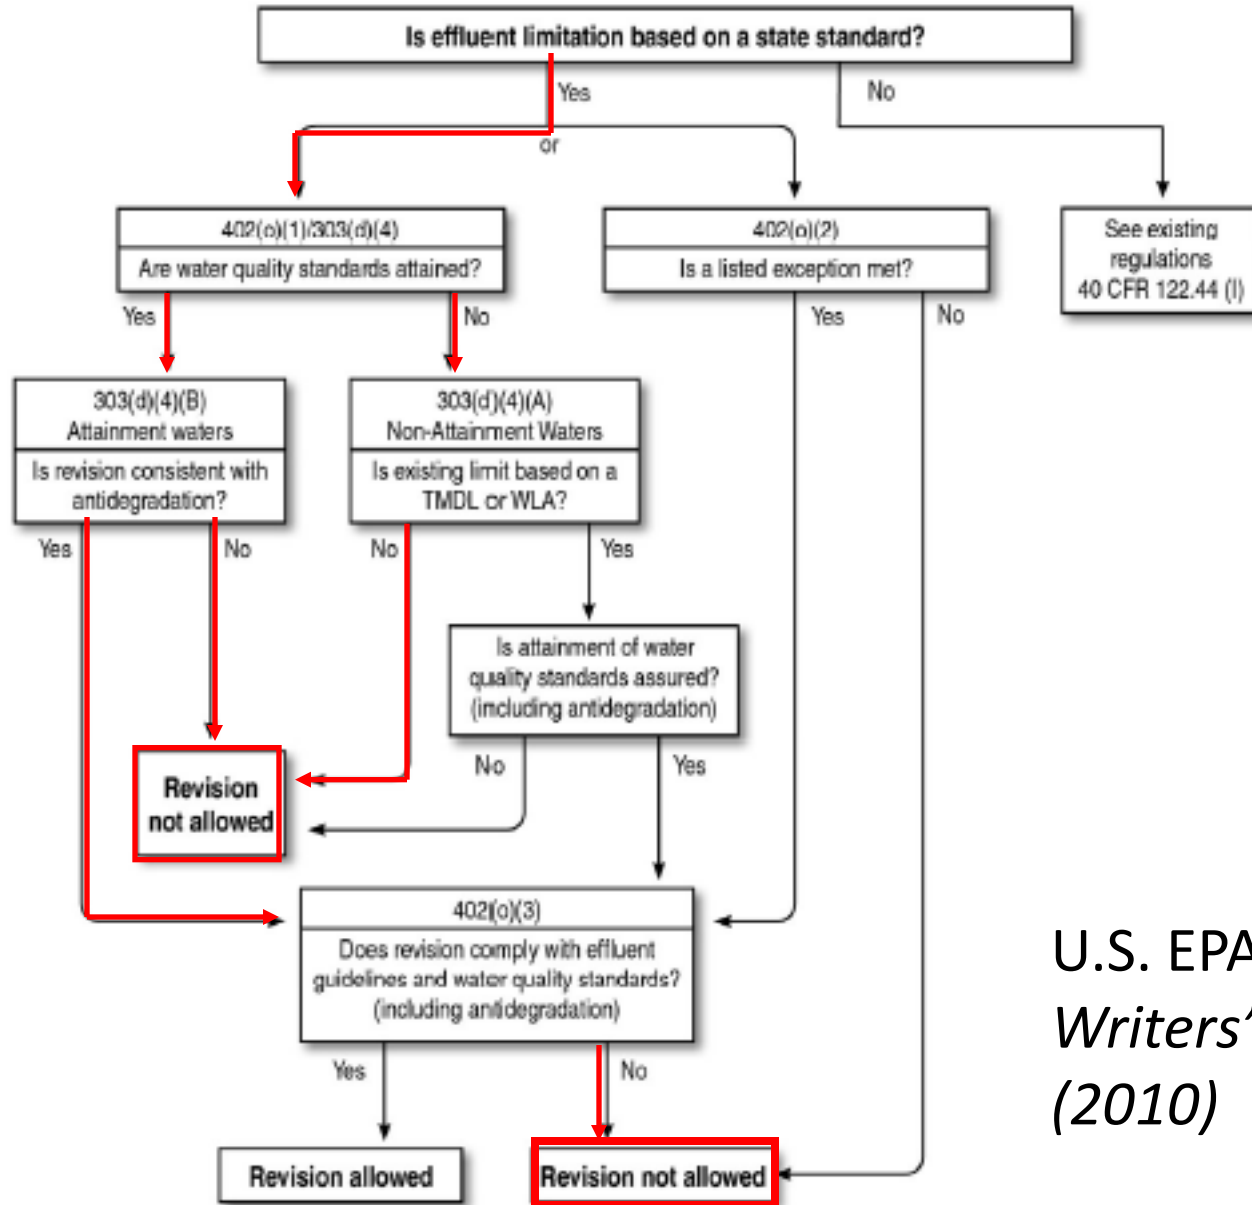 Is effluent limitation based on a state standard?
Yes
No
or
402(o)(1)/303(d)(4)
Are water quality standards attained?
402(o)(2)
Is a listed exception met?
See existing
regulations
40 CFR 122.44 (l)
Yes
No
Yes
No
303(d)(4)(B)
Attainment waters
Is revision consistent with
antidegradation?
303(d)(4)(A)
Non-Attainment Waters
Is existing limit based on a
TMDL or WLA?
Yes
No
No
Yes
Is attainment of water
quality standards assured?
(including antidegradation)
No
Yes
Revision
not allowed
402(o)(3)
Does revision comply with effluent
guidelines and water quality standards?
(including antidegradation)
Yes
No
Revision allowed
Revision not allowed
U.S. EPA
Writers’
(2010)